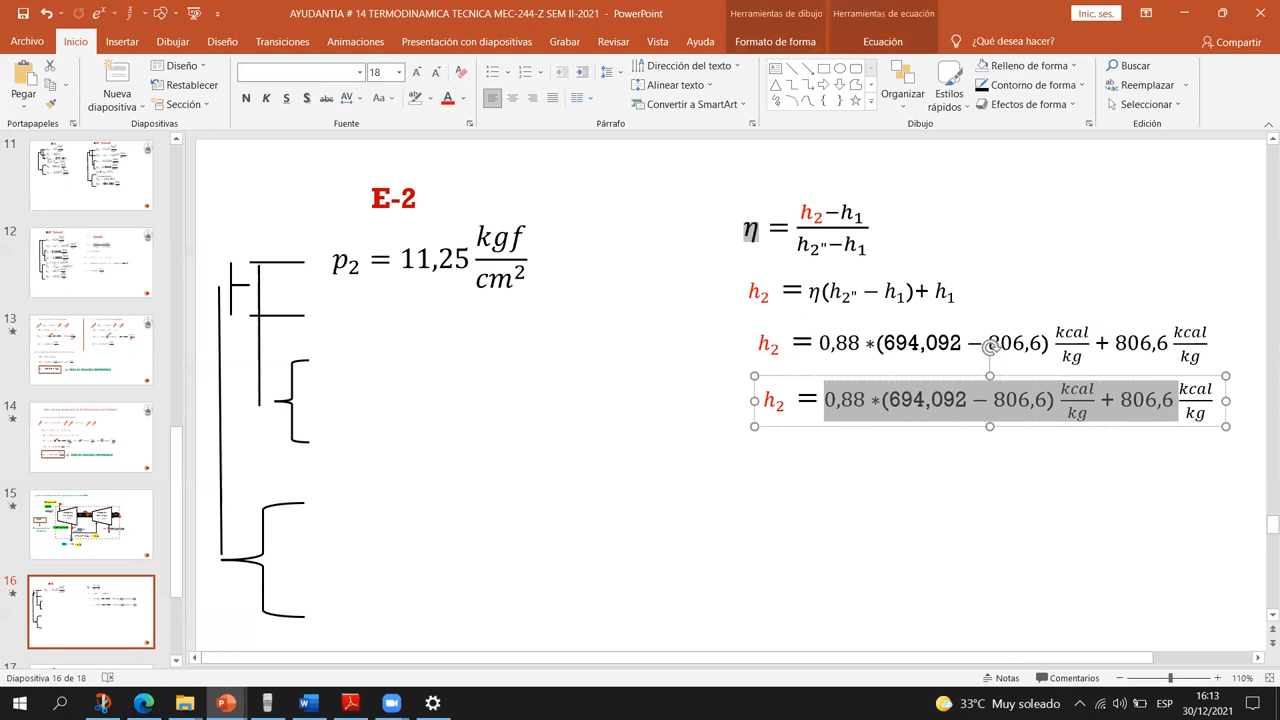 AYUDANTIA # 14 TERMODINAMICA TECNICA MEC-244-Z SEM II-2021 - PowerPoint
Herramientas de dibujo
Herramientas de ecuación
Inic. ses.
Archivo Inicio Insertar Dibujar Diseño Transiciones Animaciones Presentación con diapositivas Grabar Revisar Vista Ayuda Formato de forma Ecuación ¿Qué desea hacer? Compartir
Pegar
Nueva diapositiva
Diseño
Restablecer
Sección
18
N K S S abc AV Aa A
Dirección del texto
Alinear texto
Convertir a SmartArt
Organizar
Estilos rápidos
Relleno de forma
Contorno de forma
Efectos de forma
Buscar
Reemplazar
Seleccionar
Portapapeles Diapositivas Fuente Párrafo Dibujo Edición
11
12
13
14
15
16
17
E-2
p₂ = 11,25 kgf/cm²
η = (h₂−h₁)/(h₂"−h₁)
h₂ = η(h₂" − h₁)+ h₁
h₂ = 0,88 ∗(694,092 − 806,6) kcal/kg + 806,6 kcal/kg
h₂ = 0,88 ∗(694,092 − 806,6) kcal/kg + 806,6 kcal/kg
Diapositiva 16 de 18
Notas
Comentarios
110%
33°C Muy soleado
ESP
16:13
30/12/2021